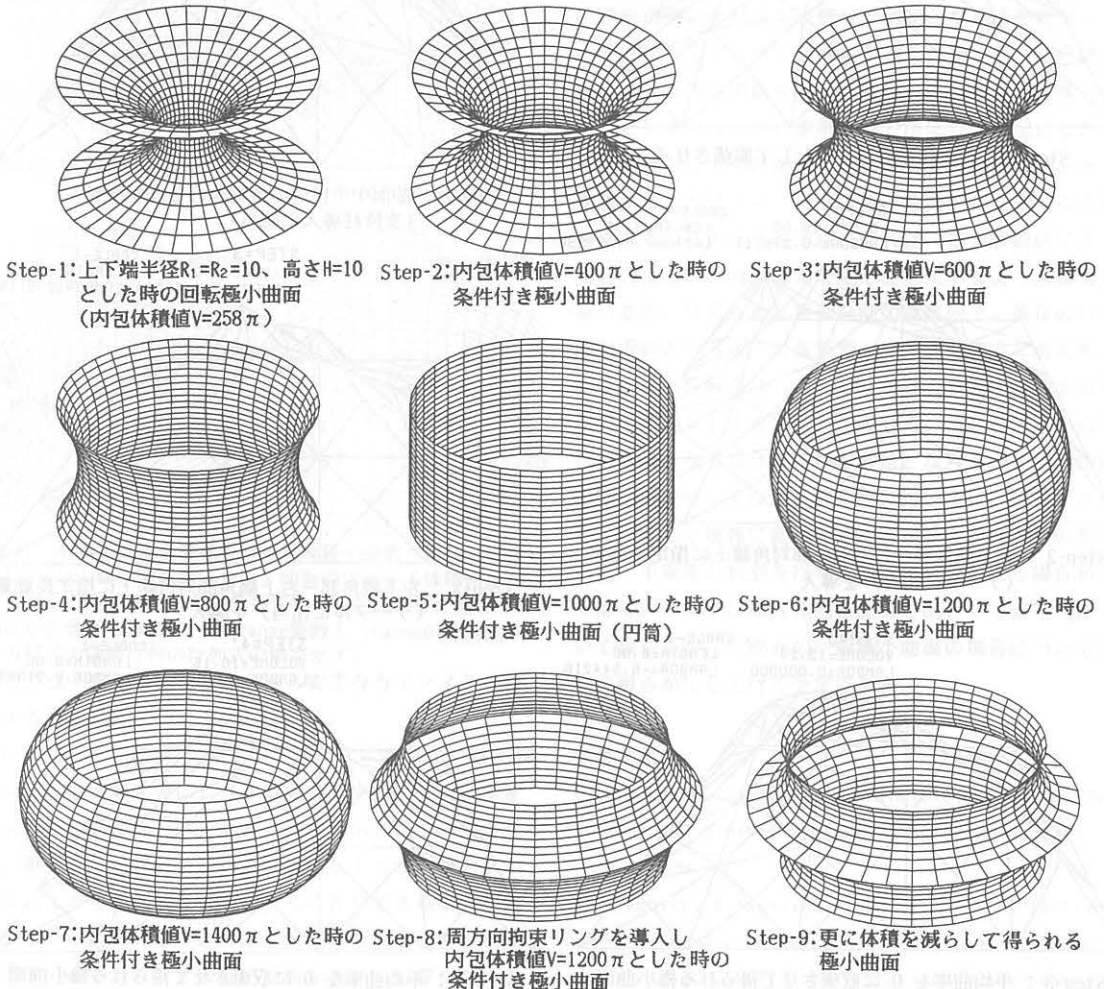 Step-1:上下端半径R₁=R₂=10、高さH=10
とした時の回転極小曲面
(内包体積値V=258π)
Step-2:内包体積値V=400πとした時の
条件付き極小曲面
Step-3:内包体積値V=600πとした時の
条件付き極小曲面
Step-4:内包体積値V=800πとした時の
条件付き極小曲面
Step-5:内包体積値V=1000πとした時の
条件付き極小曲面(円筒)
Step-6:内包体積値V=1200πとした時の
条件付き極小曲面
Step-7:内包体積値V=1400πとした時の
条件付き極小曲面
Step-8:周方向拘束リングを導入し
内包体積値V=1200πとした時の
条件付き極小曲面
Step-9:更に体積を減らして得られる
極小曲面